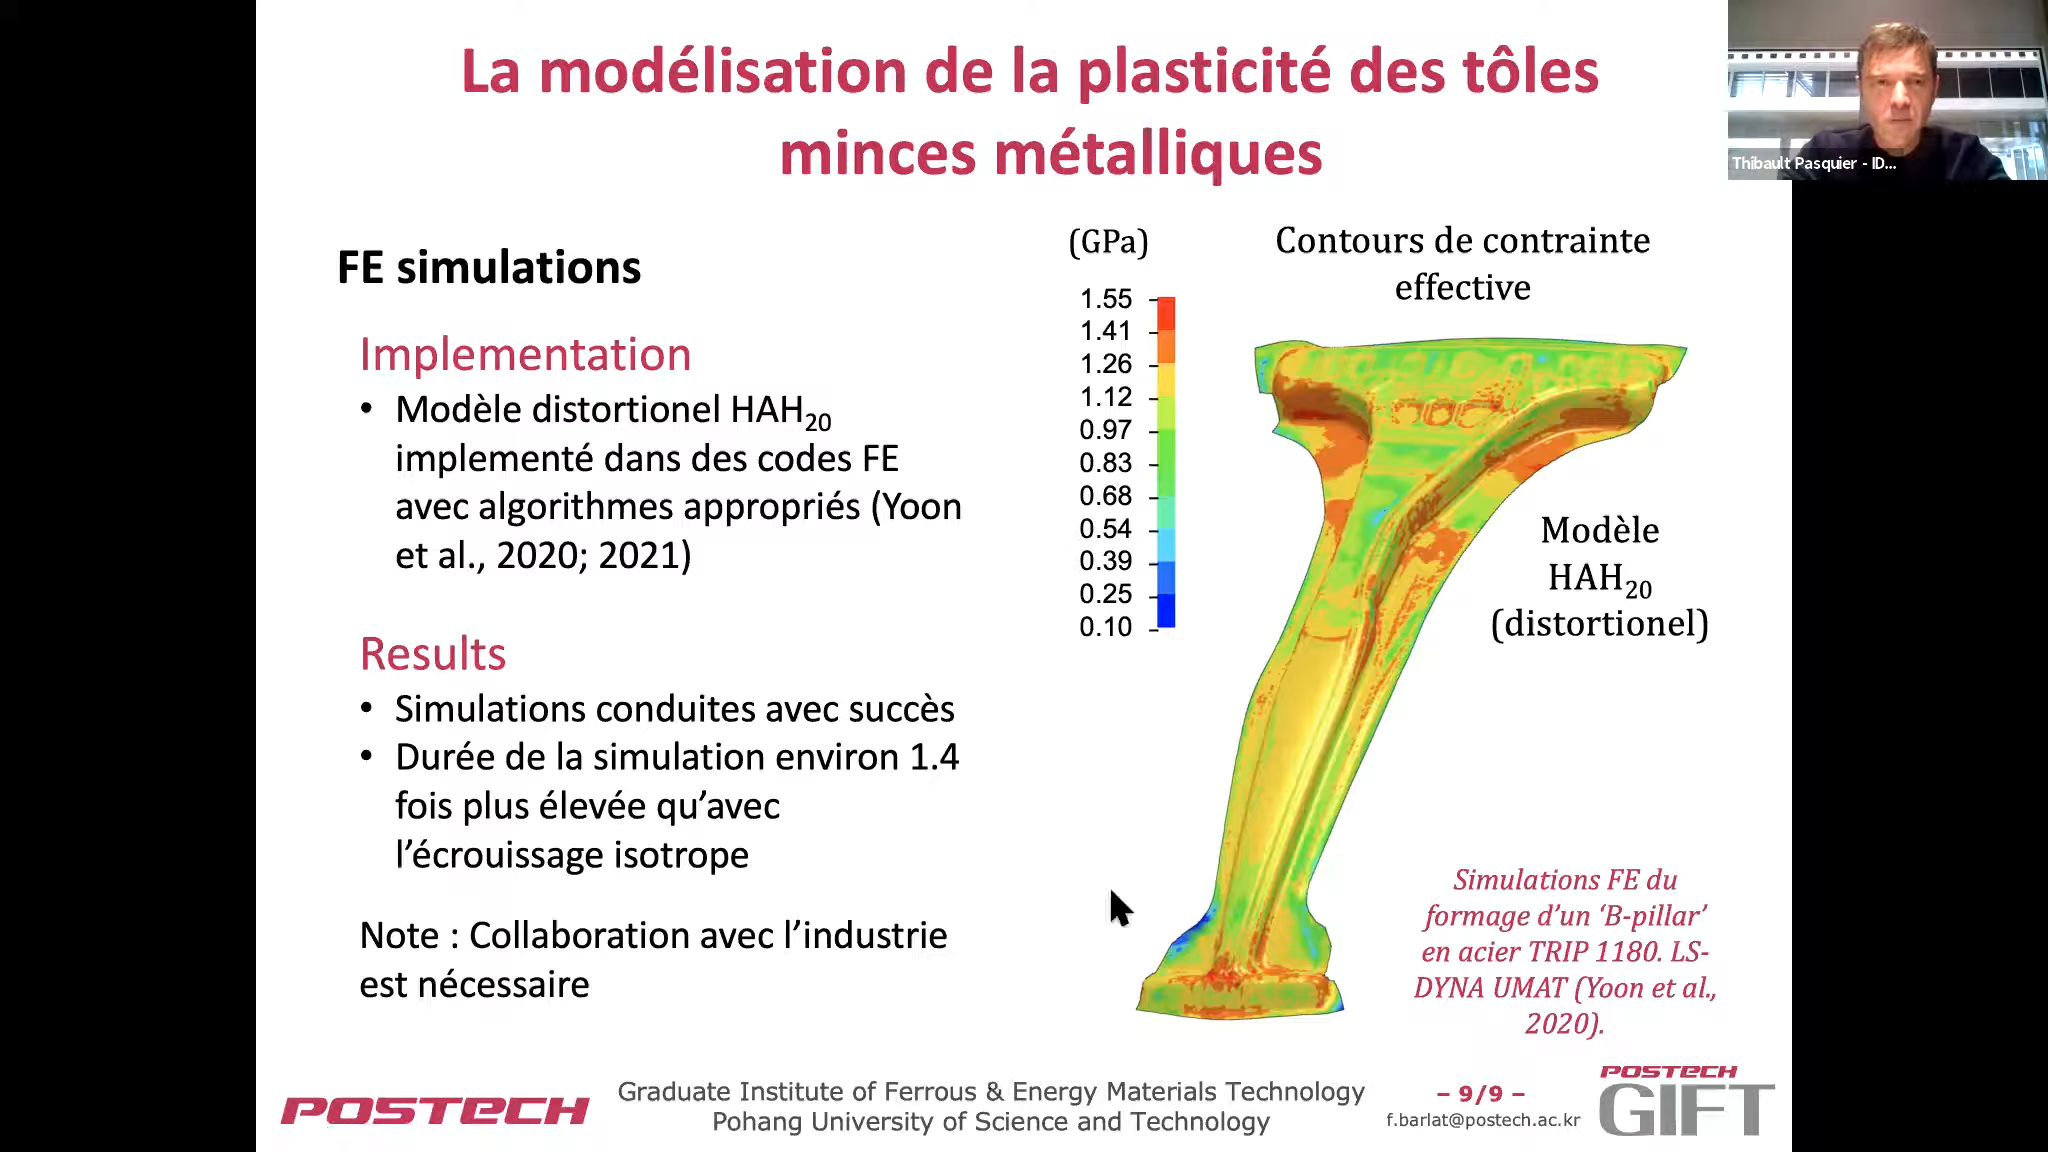 La modélisation de la plasticité des tôles
minces métalliques
Thibault Pasquier - ID...
FE simulations
Implementation
• Modèle distortionel HAH₂₀
implementé dans des codes FE
avec algorithmes appropriés (Yoon
et al., 2020; 2021)
Results
• Simulations conduites avec succès
• Durée de la simulation environ 1.4
fois plus élevée qu’avec
l’écrouissage isotrope
Note : Collaboration avec l’industrie
est nécessaire
(GPa)
1.55
1.41
1.26
1.12
0.97
0.83
0.68
0.54
0.39
0.25
0.10
Contours de contrainte
effective
Modèle
HAH₂₀
(distortionel)
Simulations FE du
formage d’un ‘B-pillar’
en acier TRIP 1180. LS-
DYNA UMAT (Yoon et al.,
2020).
POSTECH
Graduate Institute of Ferrous & Energy Materials Technology
Pohang University of Science and Technology
– 9/9 –
f.barlat@postech.ac.kr
POSTECH
GIFT